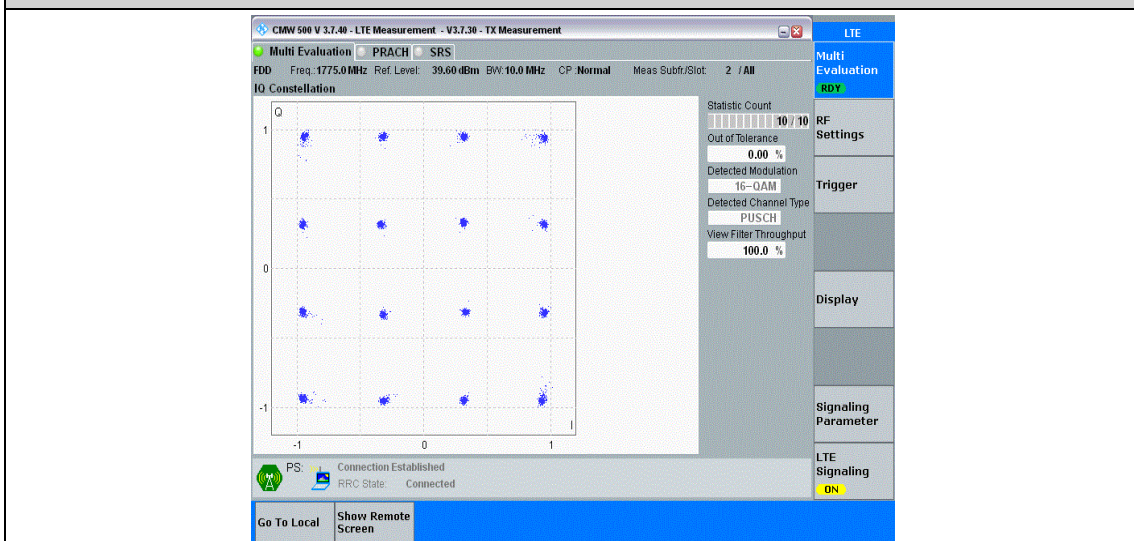 CMW 500 V 3.7.40 - LTE Measurement - V3.7.30 - TX Measurement
LTE
Multi Evaluation PRACH SRS
FDD Freq.:1775.0 MHz Ref. Level: 39.60 dBm BW:10.0 MHz CP :Normal Meas Subfr./Slot: 2 / All
IQ Constellation
Q
1
0
-1
-1 0 1
I
Statistic Count
10 / 10
Out of Tolerance
0.00 %
Detected Modulation
16-QAM
Detected Channel Type
PUSCH
View Filter Throughput
100.0 %
Multi
Evaluation
RDY
RF
Settings
Trigger
Display
Signaling
Parameter
LTE
Signaling
ON
PS: Connection Established
RRC State: Connected
Go To Local
Show Remote
Screen